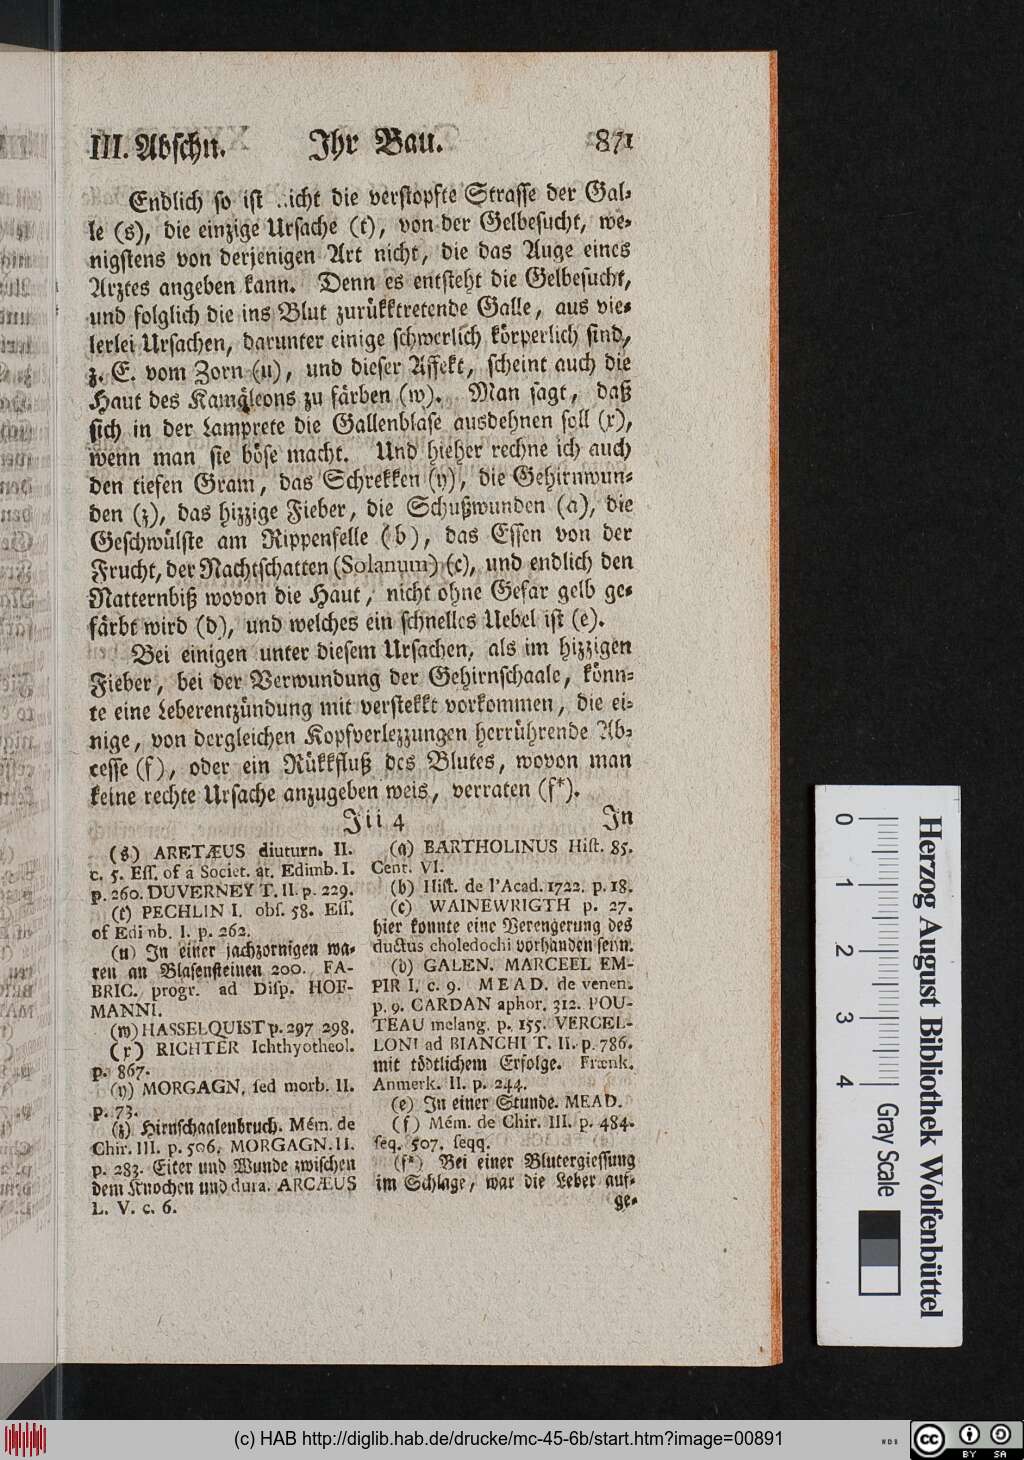 III. Abschn. Ihr Bau. 871
Endlich so ist ..icht die verstopfte Strasse der Gal-
le (s), die einzige Ursache (t), von der Gelbesucht, we-
nigstens von derjenigen Art nicht, die das Auge eines
Arztes angeben kann. Denn es entsteht die Gelbesucht,
und folglich die ins Blut zurükktretende Galle, aus vie-
lerlei Ursachen, darunter einige schwerlich körperlich sind,
z. E. vom Zorn (u), und dieser Affekt, scheint auch die
Haut des Kamäleons zu färben (w). Man sagt, daß
sich in der Lamprete die Gallenblase ausdehnen soll (x),
wenn man sie böse macht. Und hieher rechne ich auch
den tiefen Gram, das Schrekken (y), die Gehirnwun-
den (z), das hizzige Fieber, die Schußwunden (a), die
Geschwülste am Rippenfelle (b), das Essen von der
Frucht, der Nachtschatten (Solanum) (c), und endlich den
Natternbiß wovon die Haut, nicht ohne Gefar gelb ge-
färbt wird (d), und welches ein schnelles Uebel ist (e).
Bei einigen unter diesem Ursachen, als im hizzigen
Fieber, bei der Verwundung der Gehirnschaale, könn-
te eine Leberentzündung mit verstekkt vorkommen, die ei-
nige, von dergleichen Kopfverlezzungen herrührende Ab-
cesse (f), oder ein Rükkfluß des Blutes, wovon man
keine rechte Ursache anzugeben weis, verraten (f*).
Iii 4 In
(s) ARETÆUS diuturn. II.
c. 5. Ess. of a Societ. at. Edimb. I.
p. 260. DUVERNEY T. II. p. 229.
(t) PECHLIN I. obs. 58. Ess.
of Edi nb. I. p. 262.
(u) In einer jachzornigen wa-
ren an Blasensteinen 200. FA-
BRIC. progr. ad Disp. HOF-
MANNI.
(w) HASSELQUIST p. 297 298.
(x) RICHTER Ichthyotheol.
p. 867.
(y) MORGAGN. sed morb. II.
p. 73.
(z) Hirnschaalenbruch. Mém. de
Chir. III. p. 506. MORGAGN. II.
p. 283. Eiter und Wunde zwischen
dem Knochen und dura. ARCÆUS
L. V. c. 6.
(a) BARTHOLINUS Hist. 85.
Cent. VI.
(b) Hist. de l'Acad. 1722. p. 18.
(c) WAINEWRIGTH p. 27.
hier konnte eine Verengerung des
ductus choledochi vorhanden seyn.
(d) GALEN. MARCEEL EM-
PIR I. c. 9. MEAD. de venen.
p. 9. CARDAN aphor. 312. POU-
TEAU melang. p. 155. VERCEL-
LONI ad BIANCHI T. II. p. 786.
mit tödtlichem Erfolge. Frænk.
Anmerk. II. p. 244.
(e) In einer Stunde. MEAD.
(f) Mém. de Chir. III. p. 484.
seq. 507. seqq.
(f*) Bei einer Blutergiessung
im Schlage, war die Leber auf-
ge-
0 1 2 3 4
Gray Scale
Herzog August Bibliothek Wolfenbüttel
(c) HAB http://diglib.hab.de/drucke/mc-45-6b/start.htm?image=00891
WDB
cc BY SA